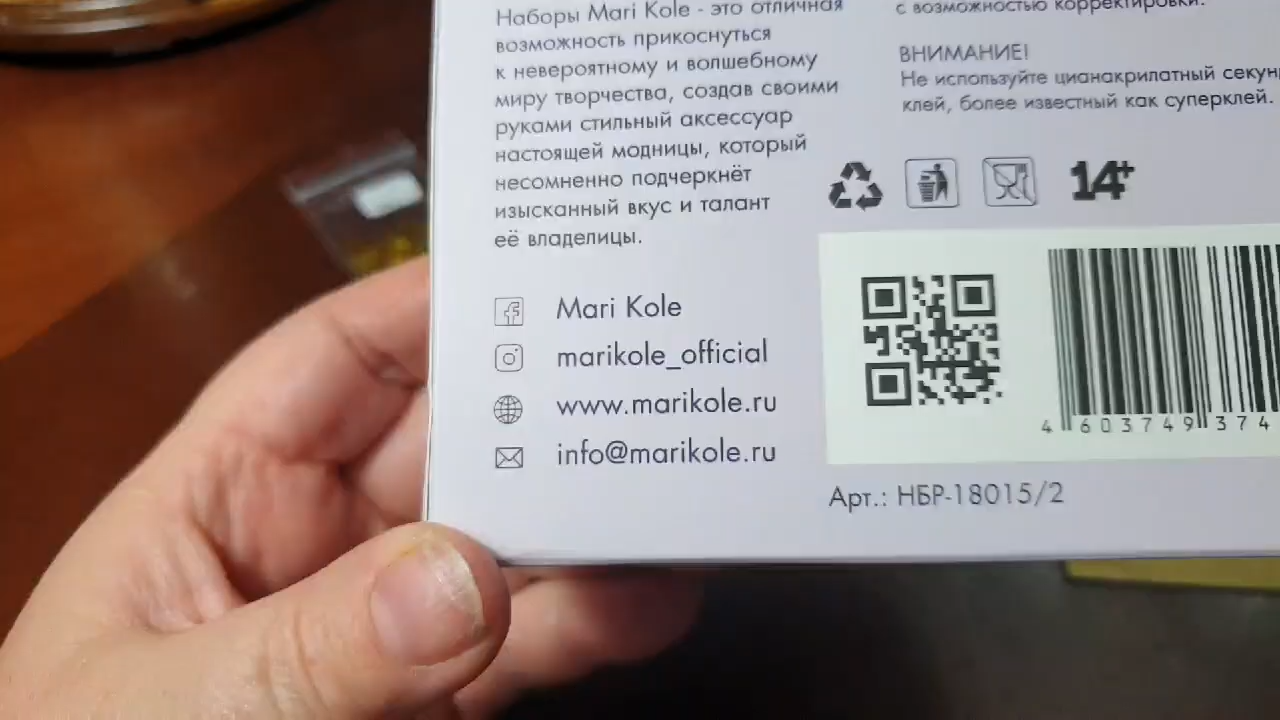 Наборы Mari Kole - это отличная
возможность прикоснуться
к невероятному и волшебному
миру творчества, создав своими
руками стильный аксессуар
настоящей модницы, который
несомненно подчеркнёт
изысканный вкус и талант
её владелицы.
Mari Kole
marikole_official
www.marikole.ru
info@marikole.ru
с возможностью корректировки.
ВНИМАНИЕ!
Не используйте цианакрилатный
клей, более известный как суперклей.
14+
4 603749 374
Арт.: НБР-18015/2